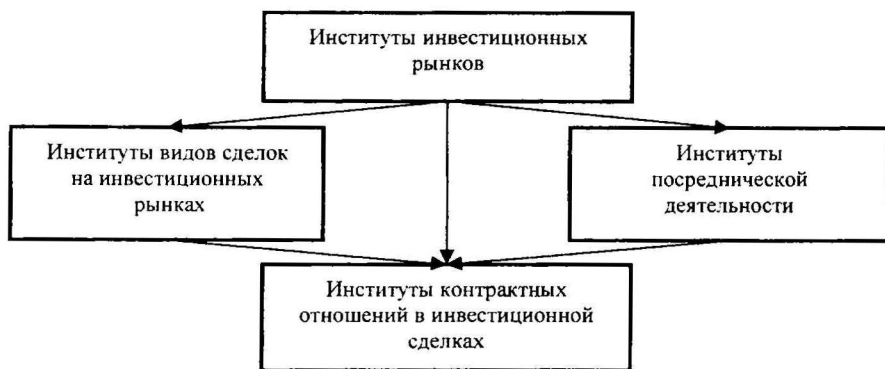 Институты инвестиционных
рынков
Институты видов сделок
на инвестиционных
рынках
Институты
посреднической
деятельности
Институты контрактных
отношений в инвестиционной
сделках